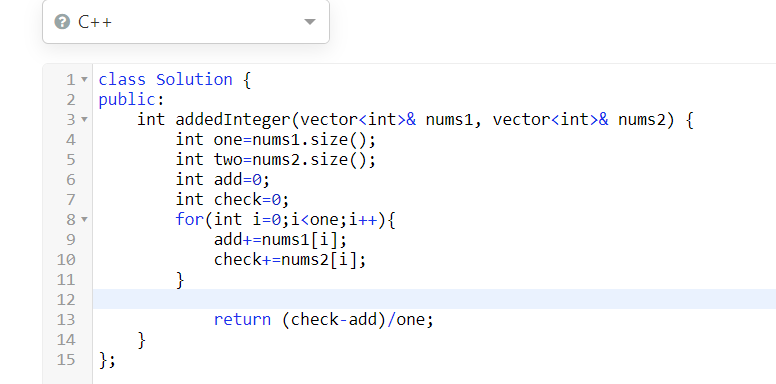 C++
1 class Solution {
2 public:
3     int addedInteger(vector<int>& nums1, vector<int>& nums2) {
4         int one=nums1.size();
5         int two=nums2.size();
6         int add=0;
7         int check=0;
8         for(int i=0;i<one;i++){
9             add+=nums1[i];
10             check+=nums2[i];
11         }
12
13             return (check-add)/one;
14     }
15 };